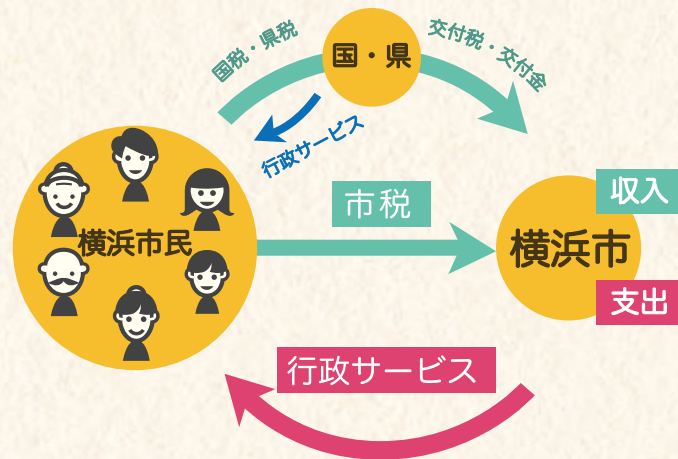 国税・県税
国・県
交付税・交付金
行政サービス
市税
収入
横浜市民
横浜市
支出
行政サービス